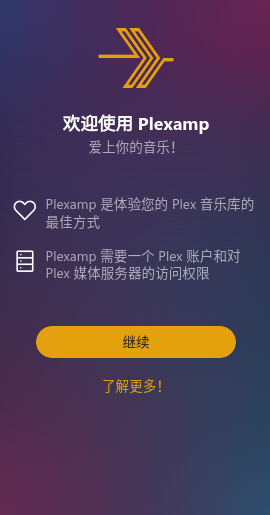 欢迎使用 Plexamp
爱上你的音乐!
Plexamp 是体验您的 Plex 音乐库的
最佳方式
Plexamp 需要一个 Plex 账户和对
Plex 媒体服务器的访问权限
继续
了解更多!